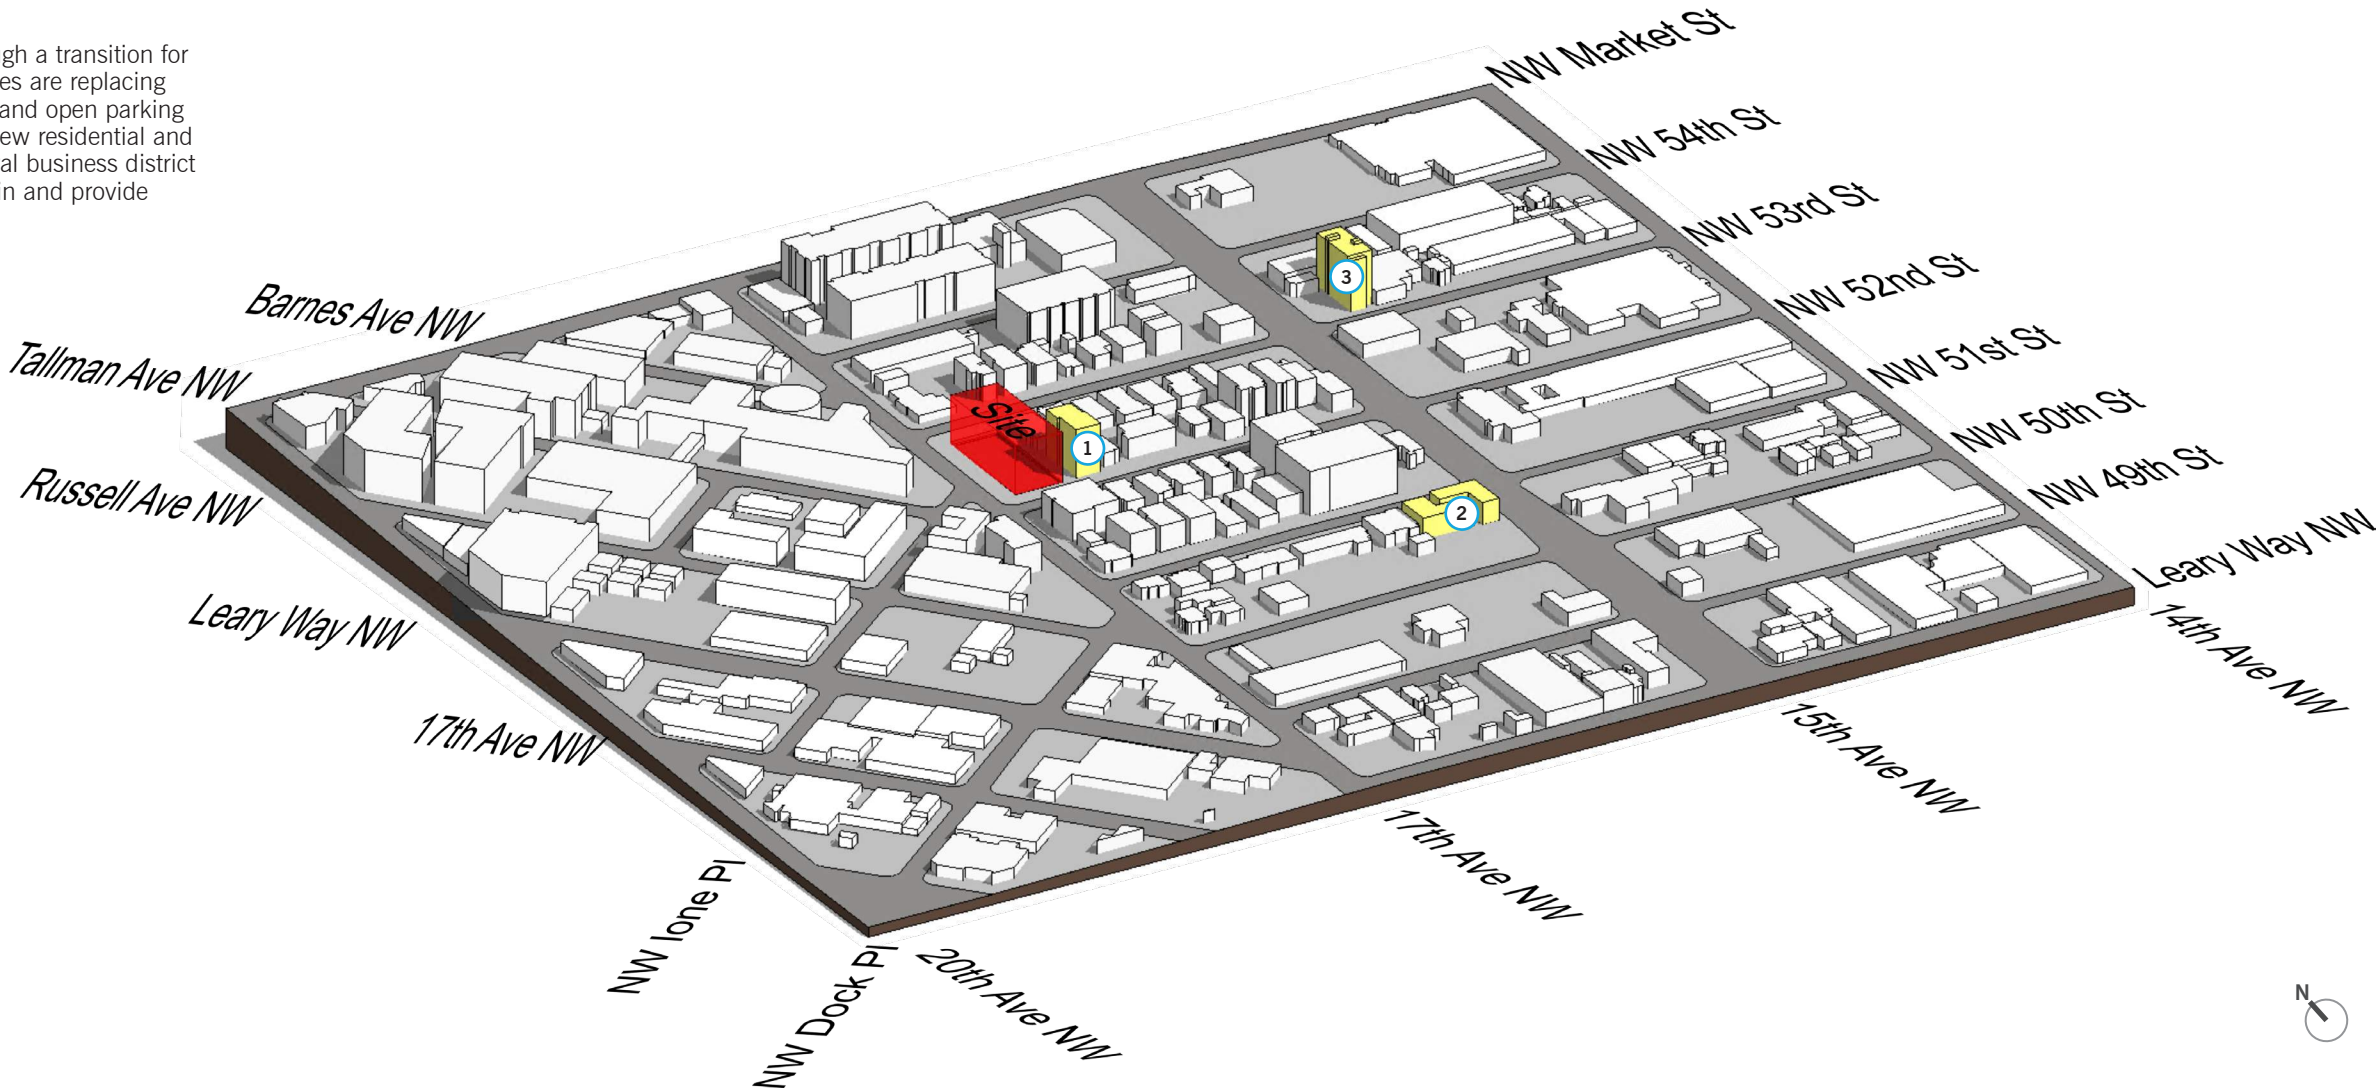 gh a transition for
es are replacing
and open parking
ew residential and
al business district
in and provide
NW Market St
NW 54th St
NW 53rd St
NW 52nd St
NW 51st St
NW 50th St
NW 49th St
Leary Way NW
14th Ave NW
15th Ave NW
17th Ave NW
20th Ave NW
NW Dock Pl
NW Ione Pl
17th Ave NW
Leary Way NW
Russell Ave NW
Tallman Ave NW
Barnes Ave NW
Site
1
2
3
N